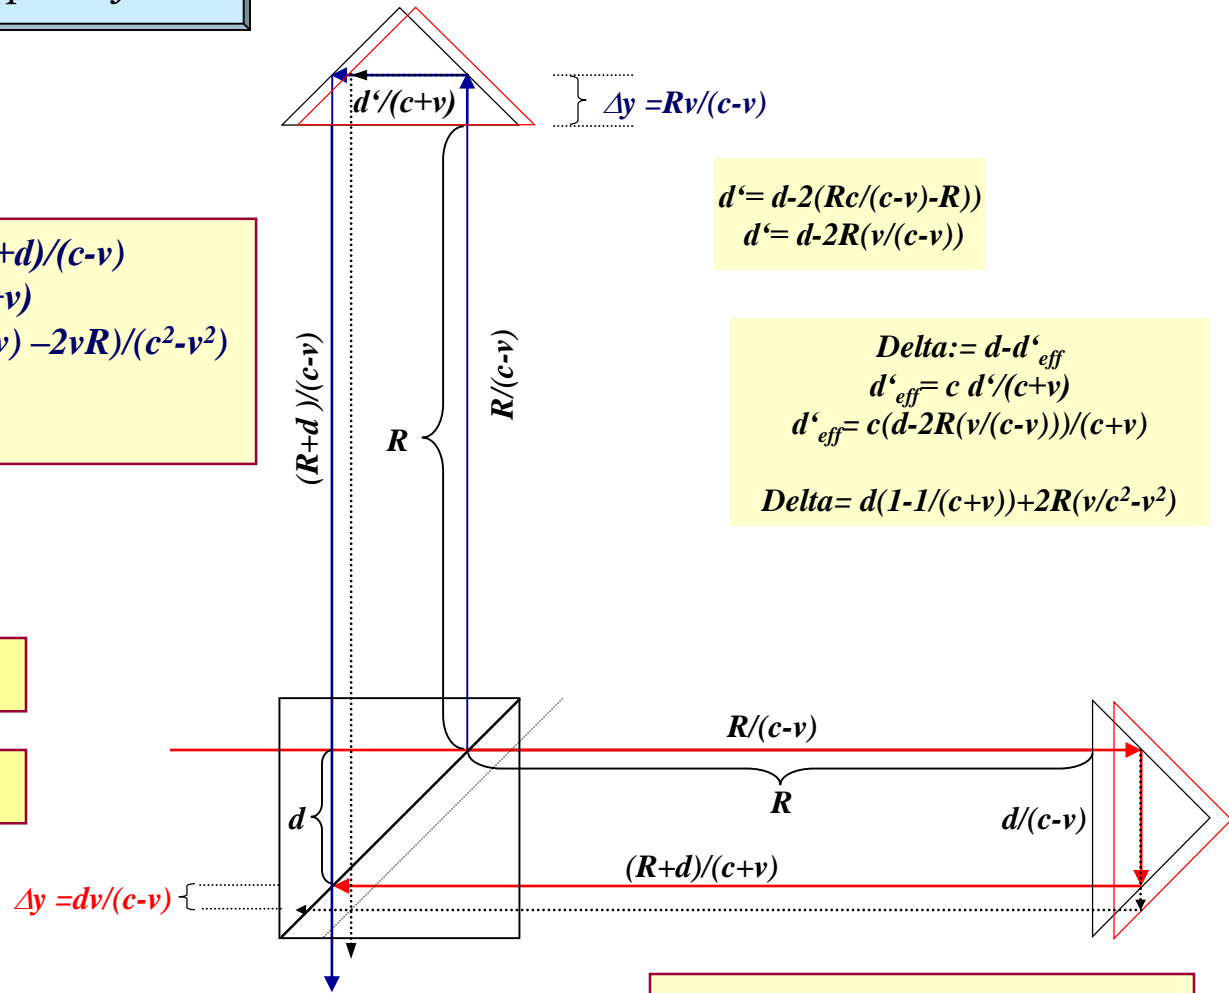 d‘/(c+v)
Δy =Rv/(c-v)
d‘= d-2(Rc/(c-v)-R))
d‘= d-2R(v/(c-v))
+d)/(c-v)
+v)
v) –2vR)/(c²-v²)
(R+d )/(c-v)
R/(c-v)
R
Delta:= d-d‘eff
d‘eff= c d‘/(c+v)
d‘eff= c(d-2R(v/(c-v)))/(c+v)
Delta= d(1-1/(c+v))+2R(v/c²-v²)
R/(c-v)
R
d
d/(c-v)
(R+d)/(c+v)
Δy =dv/(c-v)